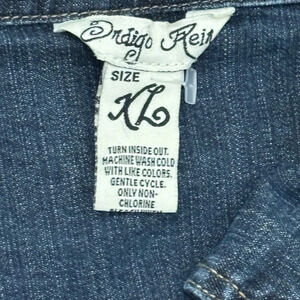 Indigo Rein
SIZE
XL
TURN INSIDE OUT.
MACHINE WASH COLD
WITH LIKE COLORS.
GENTLE CYCLE.
ONLY NON-
CHLORINE